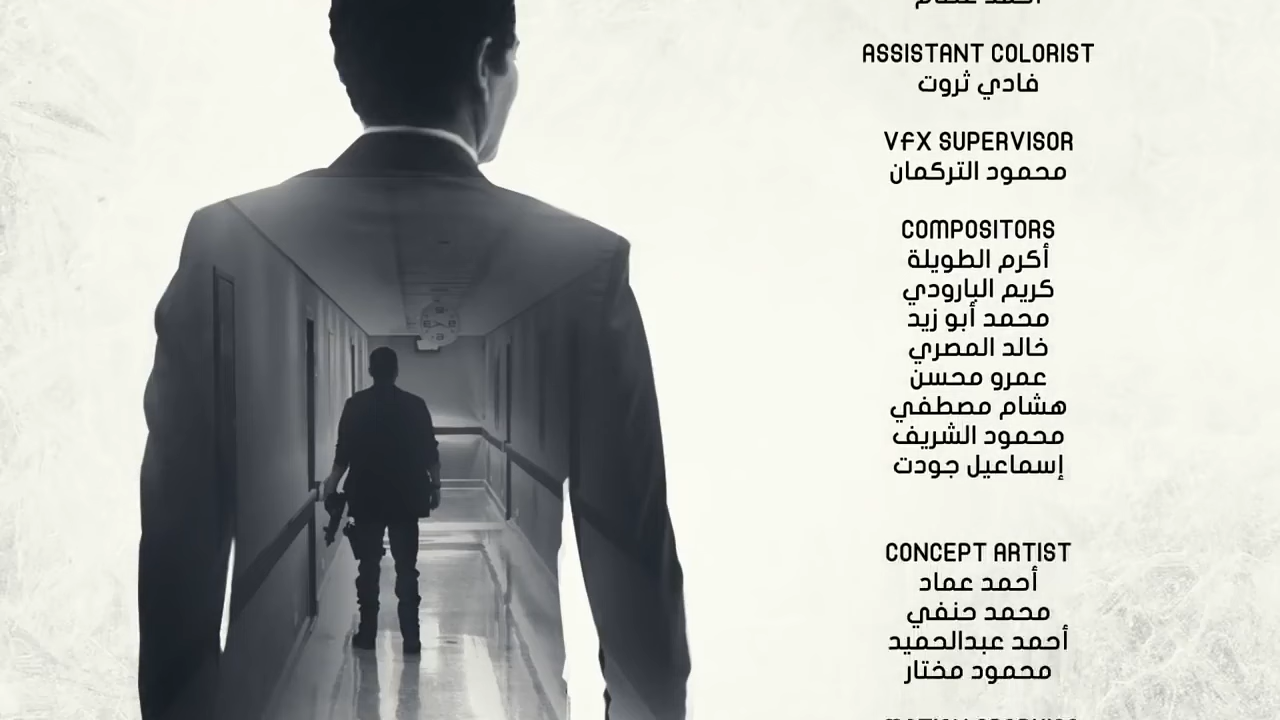 ASSISTANT COLORIST
فادي ثروت
VFX SUPERVISOR
محمود التركمان
COMPOSITORS
أكرم الطويلة
كريم البارودي
محمد أبو زيد
خالد المصري
عمرو محسن
هشام مصطفي
محمود الشريف
إسماعيل جودت
CONCEPT ARTIST
أحمد عماد
محمد حنفي
أحمد عبدالحميد
محمود مختار